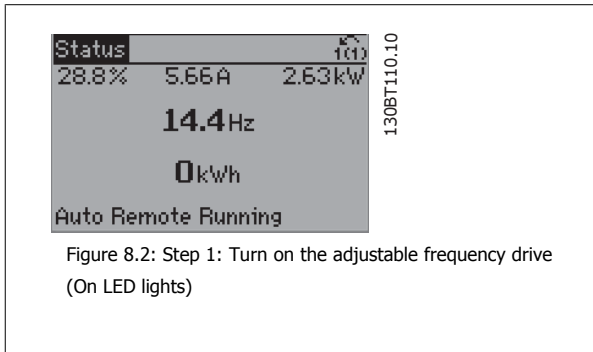 Status 1(1)
28.8% 5.66A 2.63kW
14.4Hz
0kWh
Auto Remote Running
130BT110.10
Figure 8.2: Step 1: Turn on the adjustable frequency drive
(On LED lights)